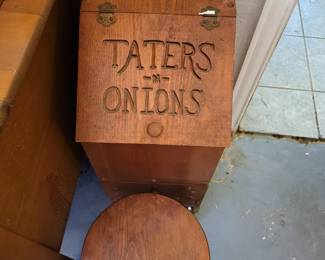 TATERS
-N-
ONIONS